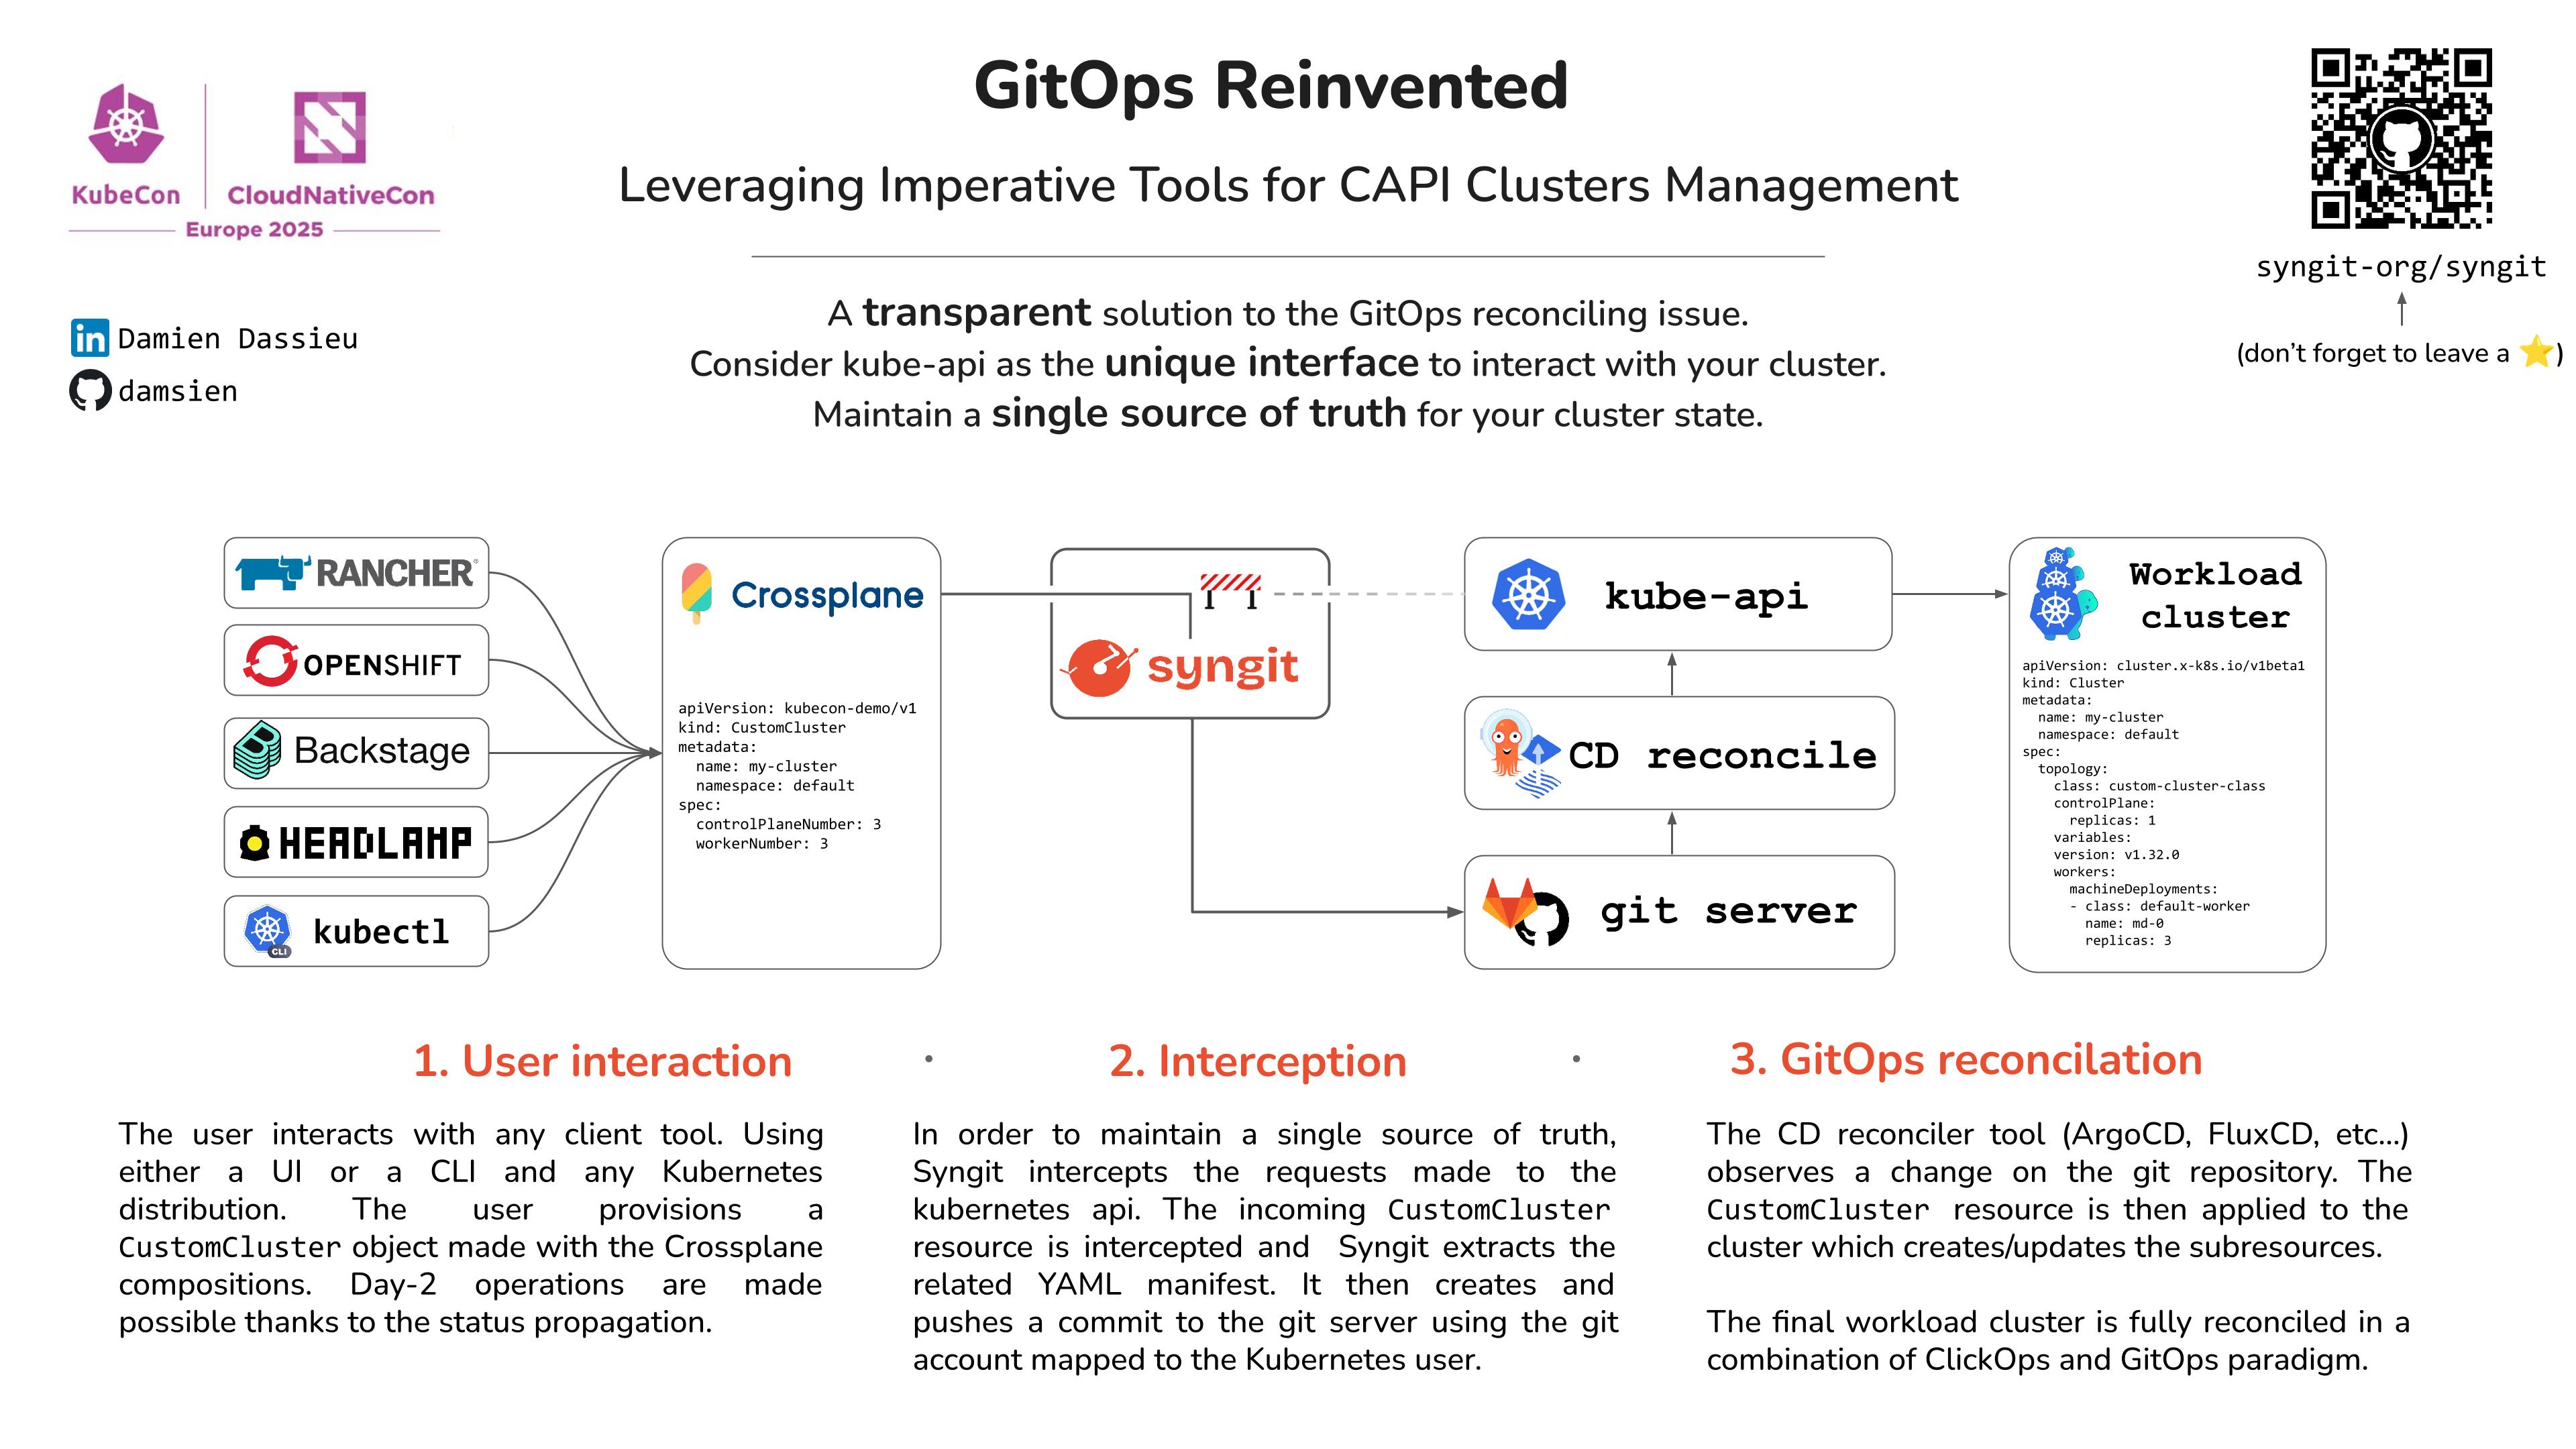 KubeCon
CloudNativeCon
Europe 2025
GitOps Reinvented
Leveraging Imperative Tools for CAPI Clusters Management
syngit-org/syngit
(don't forget to leave a ⭐)
in Damien Dassieu
damsien
A transparent solution to the GitOps reconciling issue.
Consider kube-api as the unique interface to interact with your cluster.
Maintain a single source of truth for your cluster state.
RANCHER®
OPENSHIFT
Backstage
HEADLAMP
kubectl
CLI
Crossplane
apiVersion: kubecon-demo/v1
kind: CustomCluster
metadata:
  name: my-cluster
  namespace: default
spec:
  controlPlaneNumber: 3
  workerNumber: 3
syngit
kube-api
CD reconcile
git server
Workload
cluster
apiVersion: cluster.x-k8s.io/v1beta1
kind: Cluster
metadata:
  name: my-cluster
  namespace: default
spec:
  topology:
    class: custom-cluster-class
    controlPlane:
      replicas: 1
    variables:
    version: v1.32.0
    workers:
      machineDeployments:
      - class: default-worker
        name: md-0
        replicas: 3
1. User interaction
The user interacts with any client tool. Using
either a UI or a CLI and any Kubernetes
distribution. The user provisions a
CustomCluster object made with the Crossplane
compositions. Day-2 operations are made
possible thanks to the status propagation.
2. Interception
In order to maintain a single source of truth,
Syngit intercepts the requests made to the
kubernetes api. The incoming CustomCluster
resource is intercepted and Syngit extracts the
related YAML manifest. It then creates and
pushes a commit to the git server using the git
account mapped to the Kubernetes user.
3. GitOps reconcilation
The CD reconciler tool (ArgoCD, FluxCD, etc...)
observes a change on the git repository. The
CustomCluster resource is then applied to the
cluster which creates/updates the subresources.
The final workload cluster is fully reconciled in a
combination of ClickOps and GitOps paradigm.